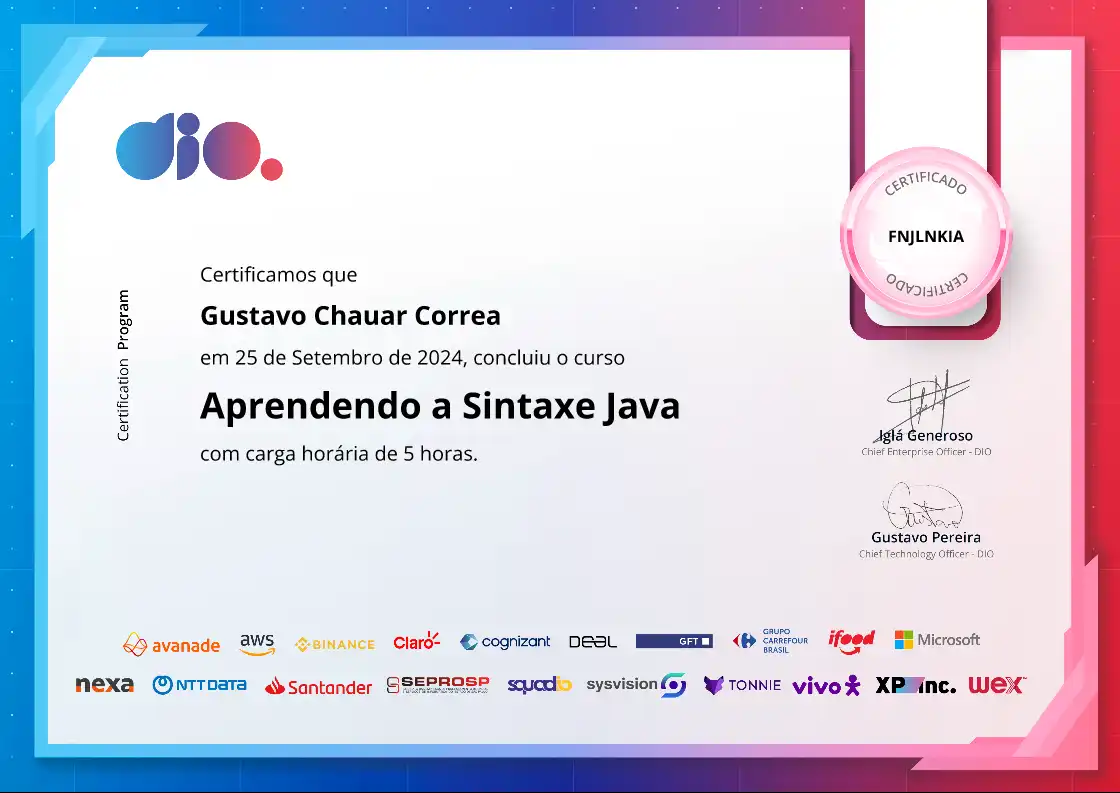 dio.
CERTIFICADO
FNJLNKIA
CERTIFICADO
Certification Program
Certificamos que
Gustavo Chauar Correa
em 25 de Setembro de 2024, concluiu o curso
Aprendendo a Sintaxe Java
com carga horária de 5 horas.
Iglá Generoso
Chief Enterprise Officer - DIO
Gustavo Pereira
Chief Technology Officer - DIO
avanade aws BINANCE Claro cognizant DEAL GFT GRUPO CARREFOUR BRASIL ifood Microsoft
nexa NTT DATA Santander SEPROSP squadio sysvision TONNIE vivo XP inc. wex